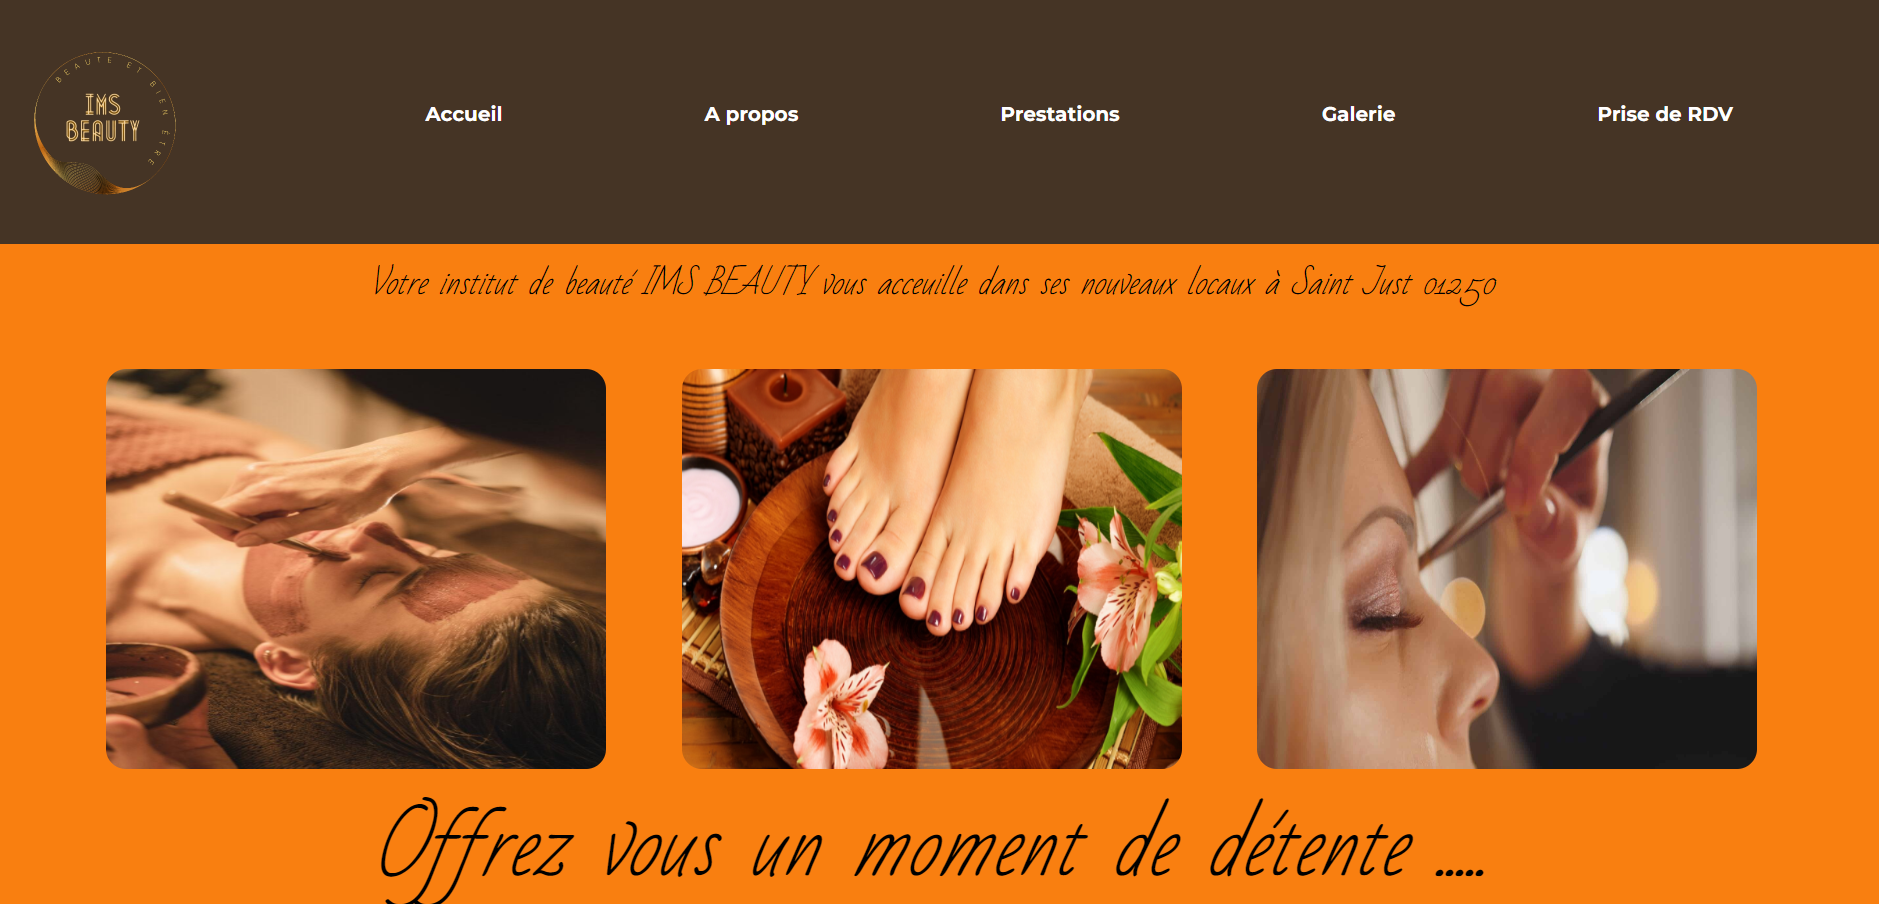 BEAUTE ET BIEN ÊTRE
IMS
BEAUTY
Accueil
A propos
Prestations
Galerie
Prise de RDV
Votre institut de beauté IMS BEAUTY vous acceuille dans ses nouveaux locaux à Saint Just 01250
Offrez vous un moment de détente .....